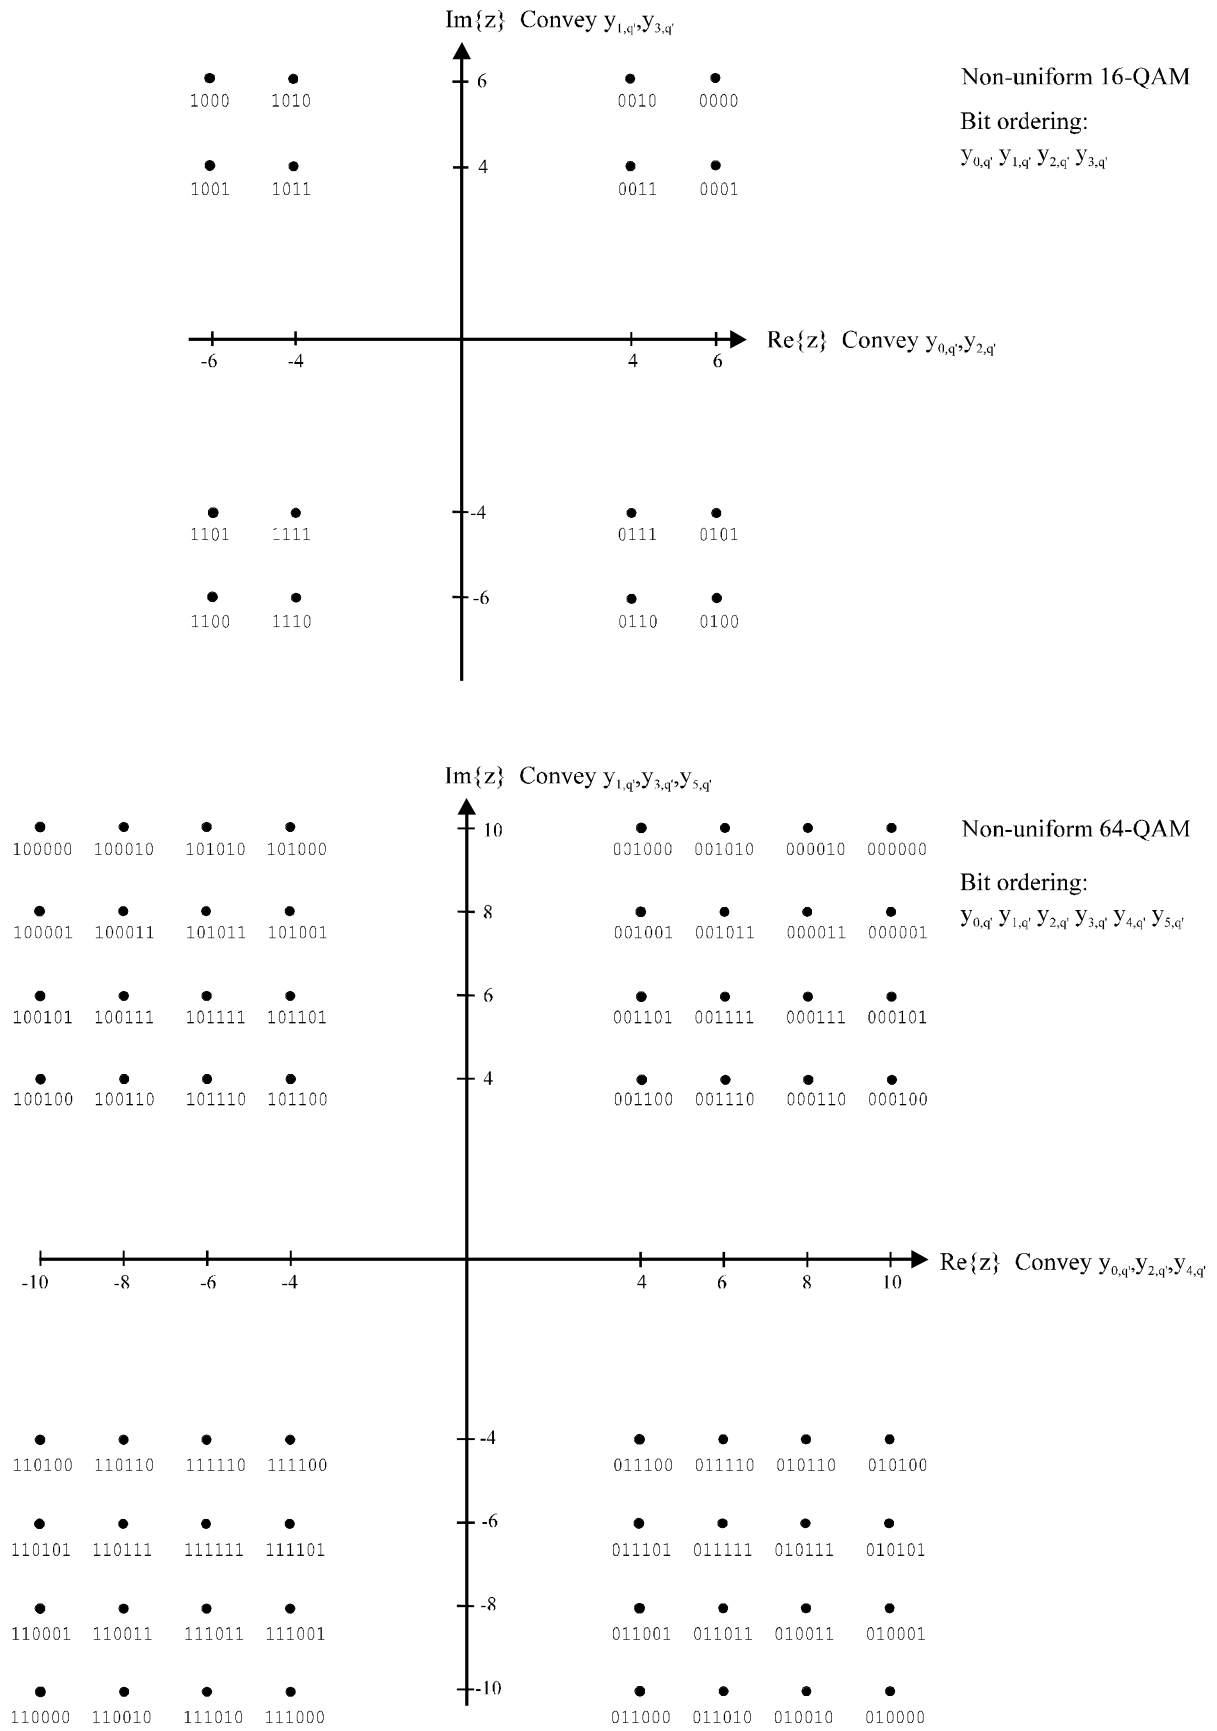 Im{z} Convey y1,q',y3,q'
6
Non-uniform 16-QAM
1000 1010 0010 0000
Bit ordering:
y0,q' y1,q' y2,q' y3,q'
4
1001 1011 0011 0001
Re{z} Convey y0,q',y2,q'
-6 -4 4 6
-4
1101 1111 0111 0101
-6
1100 1110 0110 0100
Im{z} Convey y1,q',y3,q',y5,q'
10
Non-uniform 64-QAM
100000 100010 101010 101000 001000 001010 000010 000000
Bit ordering:
8
y0,q' y1,q' y2,q' y3,q' y4,q' y5,q'
100001 100011 101011 101001 001001 001011 000011 000001
6
100101 100111 101111 101101 001101 001111 000111 000101
4
100100 100110 101110 101100 001100 001110 000110 000100
Re{z} Convey y0,q',y2,q',y4,q'
-10 -8 -6 -4 4 6 8 10
-4
110100 110110 111110 111100 011100 011110 010110 010100
-6
110101 110111 111111 111101 011101 011111 010111 010101
-8
110001 110011 111011 111001 011001 011011 010011 010001
-10
110000 110010 111010 111000 011000 011010 010010 010000